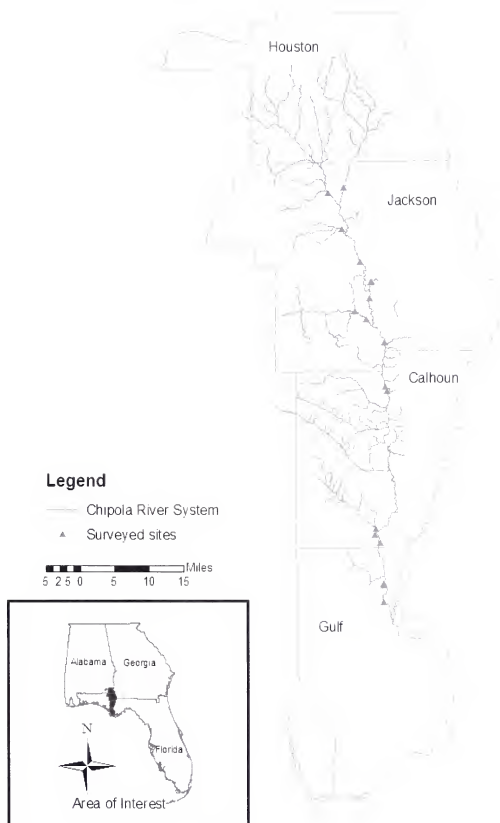 Houston
Jackson
Calhoun
Legend
Chipola River System
Surveyed sites
Miles
5 2 5 0 5 10 15
Gulf
Alabama Georgia
N
Florida
Area of Interest